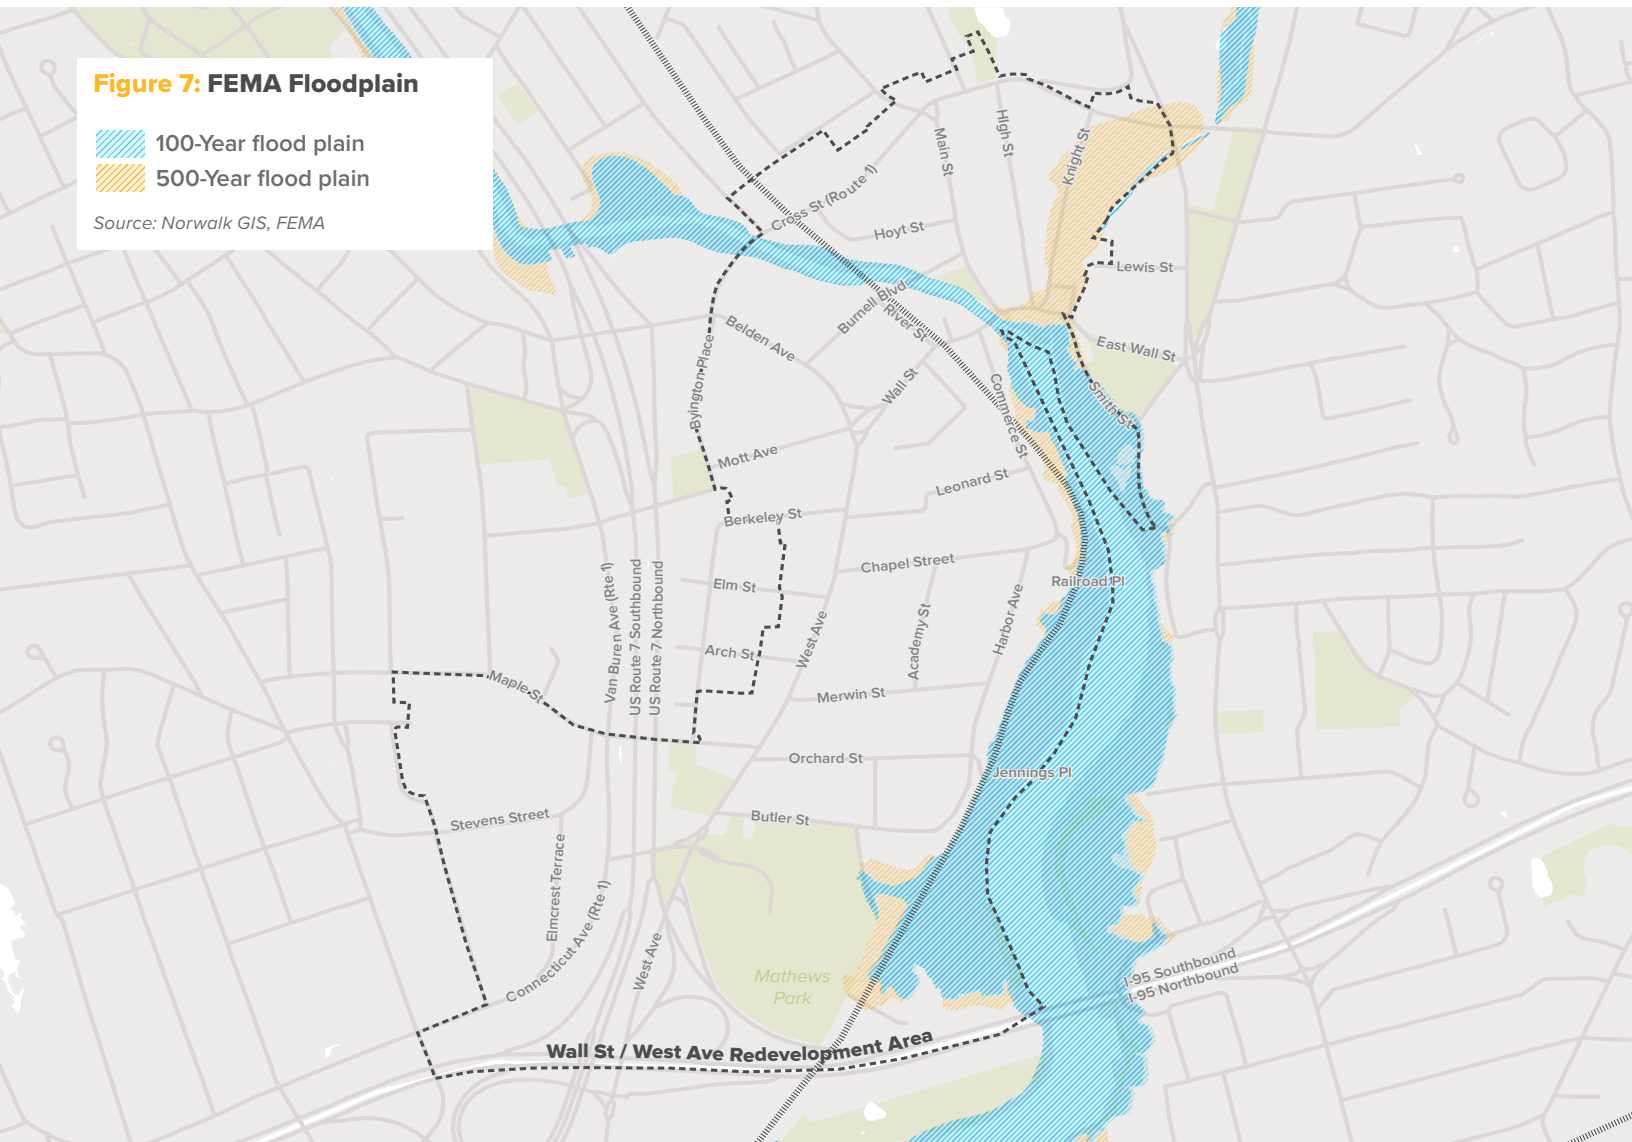 Figure 7: FEMA Floodplain
100-Year flood plain
500-Year flood plain
Source: Norwalk GIS, FEMA
Main St
HIgh St
Knight St
Cross St (Route 1)
Hoyt St
Lewis St
Burnell Blvd
River St
Belden Ave
East Wall St
Byington Place
Wall St
Commerce St
Smith St
Mott Ave
Leonard St
Berkeley St
Chapel Street
Railroad Pl
Elm St
Van Buren Ave (Rte 1)
US Route 7 Southbound
US Route 7 Northbound
West Ave
Academy St
Harbor Ave
Arch St
Maple St
Merwin St
Orchard St
Jennings Pl
Stevens Street
Butler St
Elmcrest Terrace
Connecticut Ave (Rte 1)
West Ave
Mathews
Park
I-95 Southbound
I-95 Northbound
Wall St / West Ave Redevelopment Area